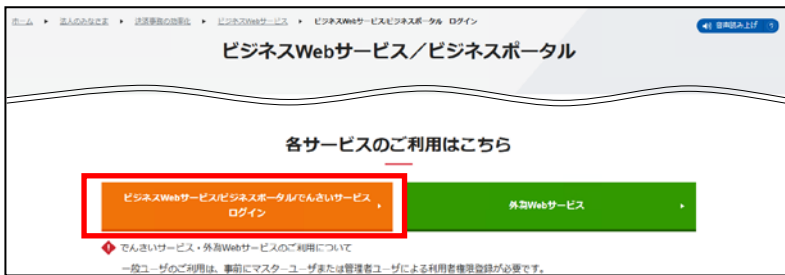 ホーム ▸ 法人のみなさま ▸ 決済事務の効率化 ▸ ビジネスWebサービス ▸ ビジネスWebサービス/ビジネスポータル ログイン
音声読み上げ ?
ビジネスWebサービス／ビジネスポータル
各サービスのご利用はこちら
ビジネスWebサービス/ビジネスポータル/でんさいサービス
ログイン
外為Webサービス
でんさいサービス・外為Webサービスのご利用について
一般ユーザのご利用は、事前にマスターユーザまたは管理者ユーザによる利用者権限登録が必要です。